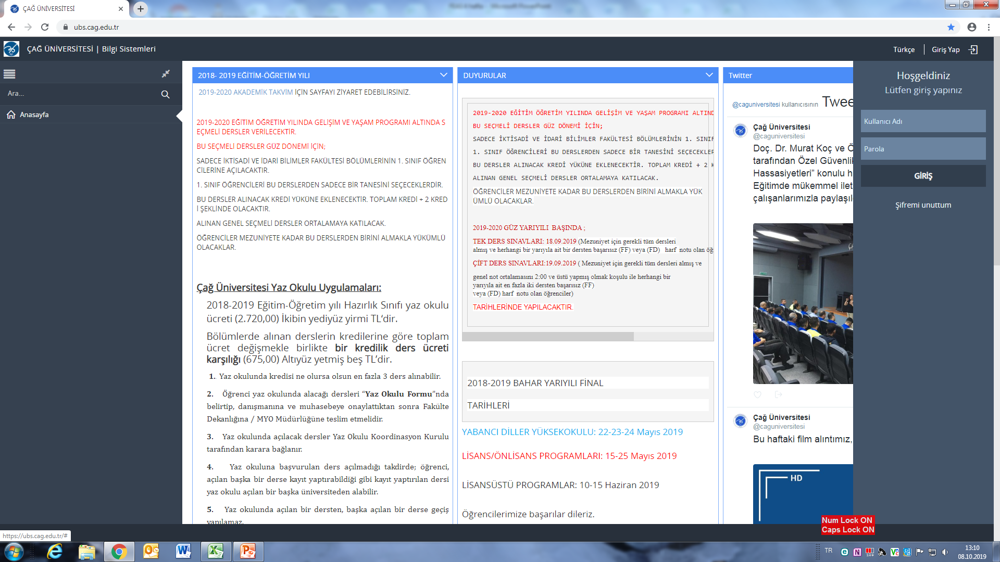 ÇAĞ ÜNİVERSİTESİ
ubs.cag.edu.tr
ÇAĞ ÜNİVERSİTESİ | Bilgi Sistemleri
Türkçe
Giriş Yap
Ara...
Anasayfa
2018- 2019 EĞİTİM-ÖĞRETİM YILI
2019-2020 AKADEMİK TAKVİM İÇİN SAYFAYI ZİYARET EDEBİLİRSİNİZ.
2019-2020 EĞİTİM ÖĞRETİM YILINDA GELİŞİM VE YAŞAM PROGRAMI ALTINDA S
EÇMELİ DERSLER VERİLECEKTİR.
BU SEÇMELİ DERSLER GÜZ DÖNEMİ İÇİN;
SADECE İKTİSADİ VE İDARİ BİLİMLER FAKÜLTESİ BÖLÜMLERİNİN 1. SINIF ÖĞREN
CİLERİNE AÇILACAKTIR.
1. SINIF ÖĞRENCİLERİ BU DERSLERDEN SADECE BİR TANESİNİ SEÇECEKLERDİR.
BU DERSLER ALINACAK KREDİ YÜKÜNE EKLENECEKTİR. TOPLAM KREDİ + 2 KRED
İ ŞEKLİNDE OLACAKTIR.
ALINAN GENEL SEÇMELİ DERSLER ORTALAMAYA KATILACAK.
ÖĞRENCİLER MEZUNİYETE KADAR BU DERSLERDEN BİRİNİ ALMAKLA YÜKÜMLÜ
OLACAKLAR.
Çağ Üniversitesi Yaz Okulu Uygulamaları:
2018-2019 Eğitim-Öğretim yılı Hazırlık Sınıfı yaz okulu
ücreti (2.720,00) İkibin yediyüz yirmi TL‘dir.
Bölümlerde alınan derslerin kredilerine göre toplam
ücret değişmekle birlikte bir kredilik ders ücreti
karşılığı (675,00) Altıyüz yetmiş beş TL’dir.
1. Yaz okulunda kredisi ne olursa olsun en fazla 3 ders alınabilir.
2. Öğrenci yaz okulunda alacağı dersleri “Yaz Okulu Formu”nda
belirtip, danışmanına ve muhasebeye onaylattıktan sonra Fakülte
Dekanlığına / MYO Müdürlüğüne teslim etmelidir.
3. Yaz okulunda açılacak dersler Yaz Okulu Koordinasyon Kurulu
tarafından karara bağlanır.
4. Yaz okuluna başvurulan ders açılmadığı takdirde; öğrenci,
açılan başka bir derse kayıt yaptırabildiği gibi kayıt yaptırılan dersi
yaz okulu açılan bir başka üniversiteden alabilir.
5. Yaz okulunda açılan bir dersten, başka açılan bir derse geçiş
yapılamaz.
DUYURULAR
2019-2020 EĞİTİM ÖĞRETİM YILINDA GELİŞİM VE YAŞAM PROGRAMI ALTIND
BU SEÇMELİ DERSLER GÜZ DÖNEMİ İÇİN;
SADECE İKTİSADİ VE İDARİ BİLİMLER FAKÜLTESİ BÖLÜMLERİNİN 1. SINIF
1. SINIF ÖĞRENCİLERİ BU DERSLERDEN SADECE BİR TANESİNİ SEÇECEKLER
BU DERSLER ALINACAK KREDİ YÜKÜNE EKLENECEKTİR. TOPLAM KREDİ + 2 K
ALINAN GENEL SEÇMELİ DERSLER ORTALAMAYA KATILACAK.
ÖĞRENCİLER MEZUNİYETE KADAR BU DERSLERDEN BİRİNİ ALMAKLA YÜK
ÜMLÜ OLACAKLAR.
2019-2020 GÜZ YARIYILI BAŞINDA ;
TEK DERS SINAVLARI: 18.09.2019 (Mezuniyet için gerekli tüm dersleri
almış ve herhangi bir yarıyıla ait bir dersten başarısız (FF) veya (FD) harf notu olan öğ
ÇİFT DERS SINAVLARI:19.09.2019 ( Mezuniyet için gerekli tüm dersleri almış ve
genel not ortalamasını 2:00 ve üstü yapmış olmak koşulu ile herhangi bir
yarıyıla ait en fazla iki dersten başarısız (FF)
veya (FD) harf notu olan öğrenciler)
TARİHLERİNDE YAPILACAKTIR.
2018-2019 BAHAR YARIYILI FİNAL
TARİHLERİ
YABANCI DİLLER YÜKSEKOKULU: 22-23-24 Mayıs 2019
LİSANS/ÖNLİSANS PROGRAMLARI: 15-25 Mayıs 2019
LİSANSÜSTÜ PROGRAMLAR: 10-15 Haziran 2019
Öğrencilerimize başarılar dileriz.
Twitter
@caguniversitesi kullanıcısının Twee
Çağ Üniversitesi
@caguniversitesi
Doç. Dr. Murat Koç ve Ö
tarafından Özel Güvenlik
Hassasiyetleri” konulu h
Eğitimde mükemmel ilet
çalışanlarımızla paylaşıl
Çağ Üniversitesi
@caguniversitesi
Bu haftaki film alıntımız,
HD
Hoşgeldiniz
Lütfen giriş yapınız
Kullanıcı Adı
Parola
GİRİŞ
Şifremi unuttum
Num Lock ON
Caps Lock ON
https://ubs.cag.edu.tr/#
TR
13:10
08.10.2019